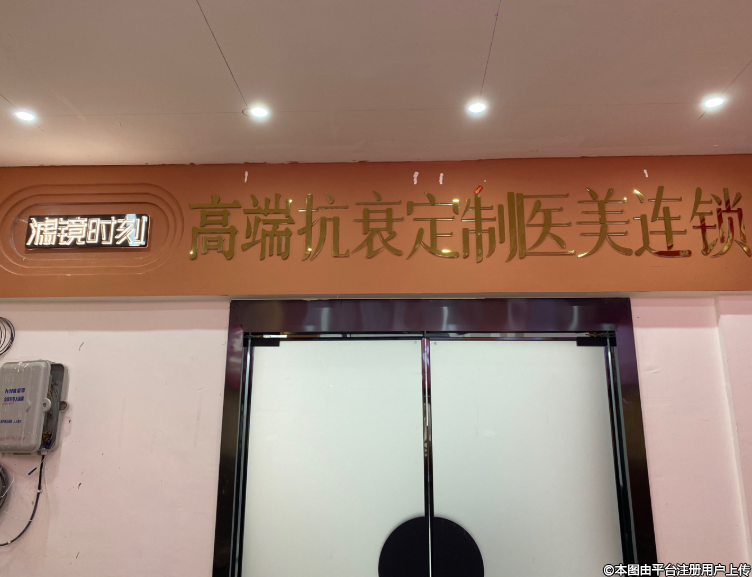 滤镜时刻
高端抗衰定制医美连锁
©本图由平台注册用户上传